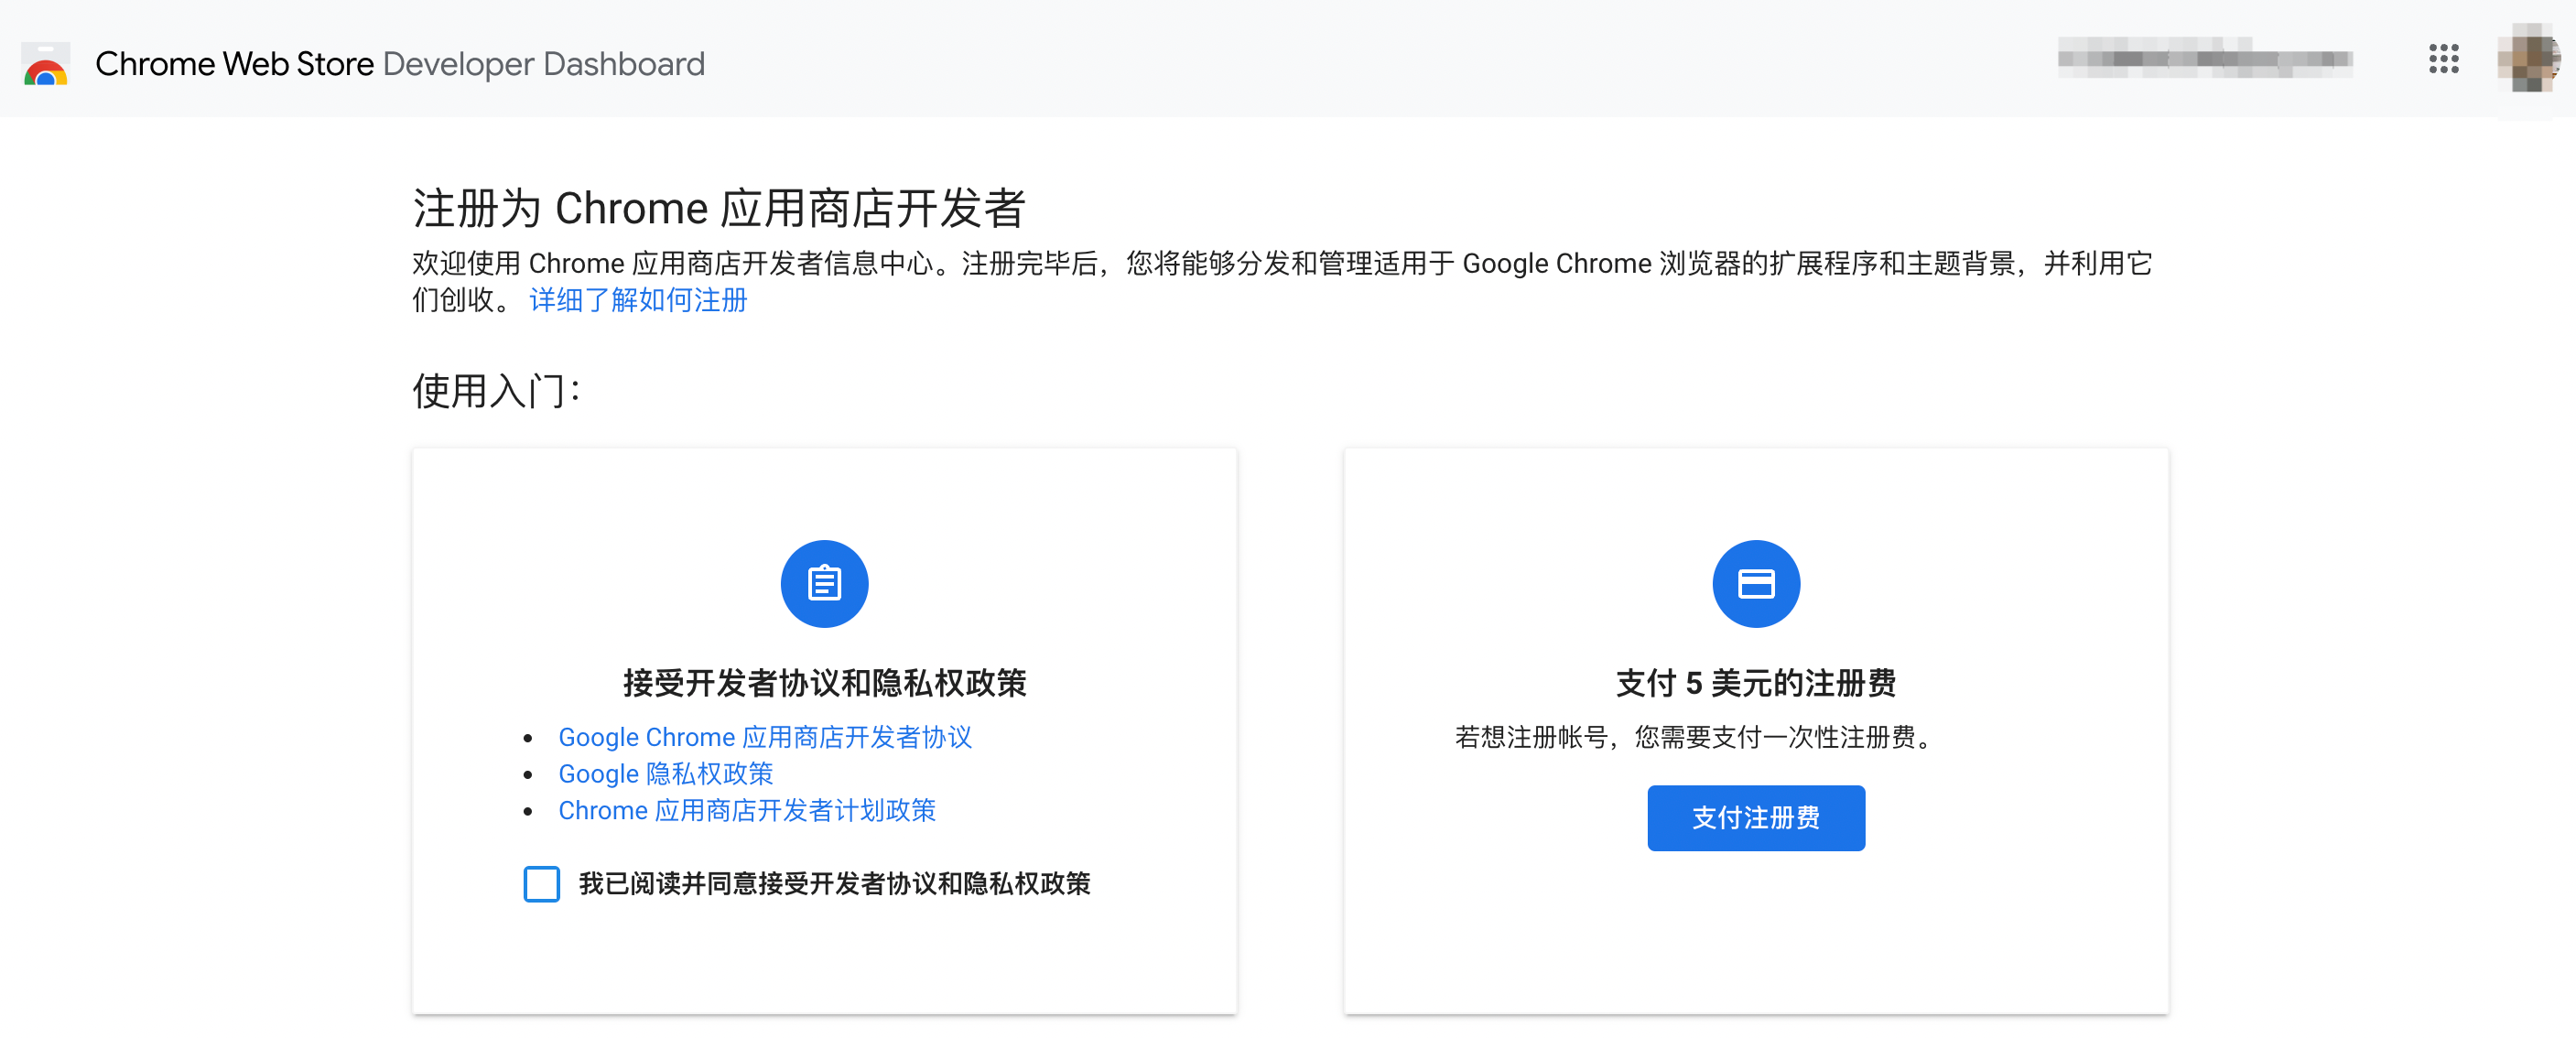 Chrome Web Store Developer Dashboard
注册为 Chrome 应用商店开发者
欢迎使用 Chrome 应用商店开发者信息中心。注册完毕后，您将能够分发和管理适用于 Google Chrome 浏览器的扩展程序和主题背景，并利用它
们创收。 详细了解如何注册
使用入门：
接受开发者协议和隐私权政策
Google Chrome 应用商店开发者协议
Google 隐私权政策
Chrome 应用商店开发者计划政策
我已阅读并同意接受开发者协议和隐私权政策
支付 5 美元的注册费
若想注册帐号，您需要支付一次性注册费。
支付注册费